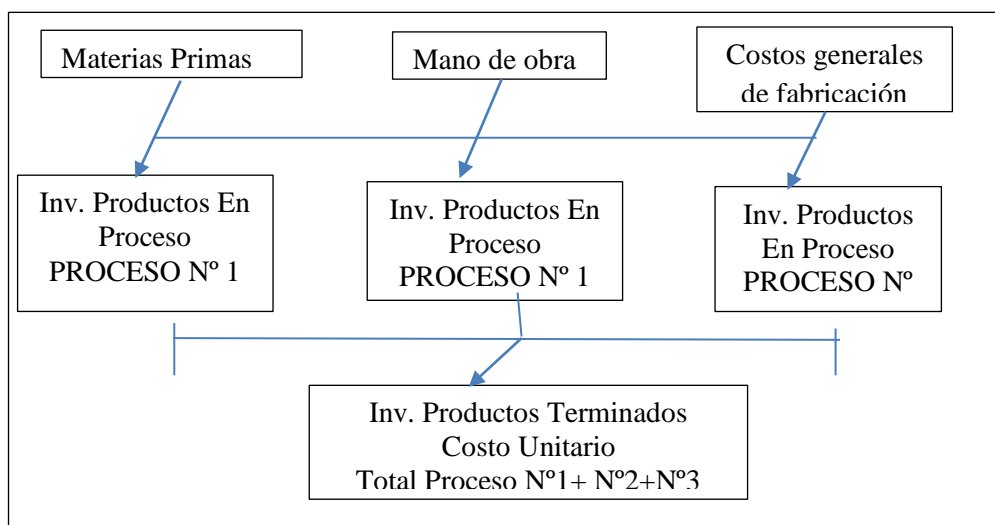 Materias Primas
Mano de obra
Costos generales
de fabricación
Inv. Productos En
Proceso
PROCESO Nº 1
Inv. Productos En
Proceso
PROCESO Nº 1
Inv. Productos
En Proceso
PROCESO Nº
Inv. Productos Terminados
Costo Unitario
Total Proceso Nº1+ Nº2+Nº3